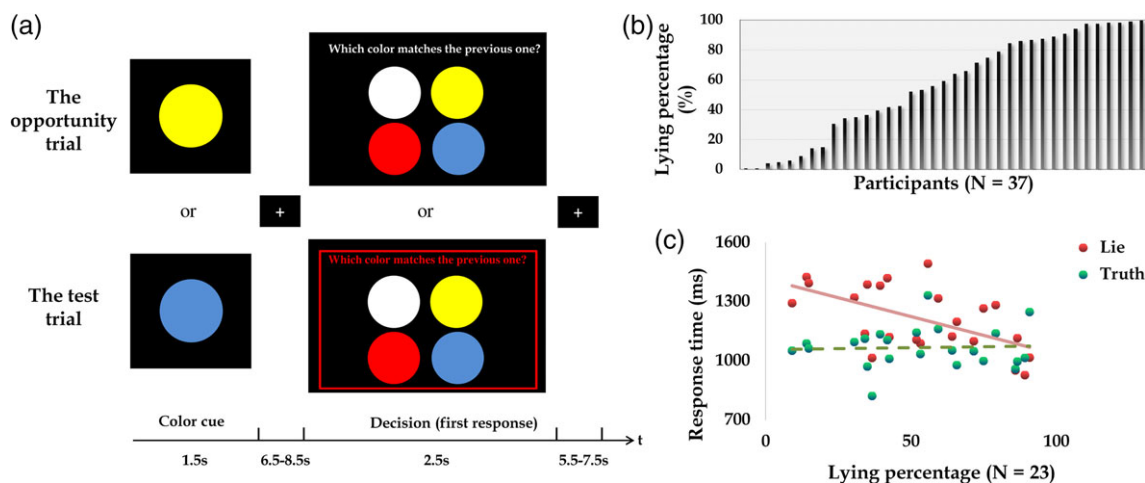 (a)
The
opportunity
trial
Which color matches the previous one?
or
+
or
+
The test
trial
Which color matches the previous one?
Color cue
Decision (first response)
t
1.5s
6.5-8.5s
2.5s
5.5-7.5s
(b)
Lying percentage
(%)
100
80
60
40
20
0
Participants (N = 37)
(c)
Response time (ms)
1600
1300
1000
700
Lie
Truth
0
50
100
Lying percentage (N = 23)